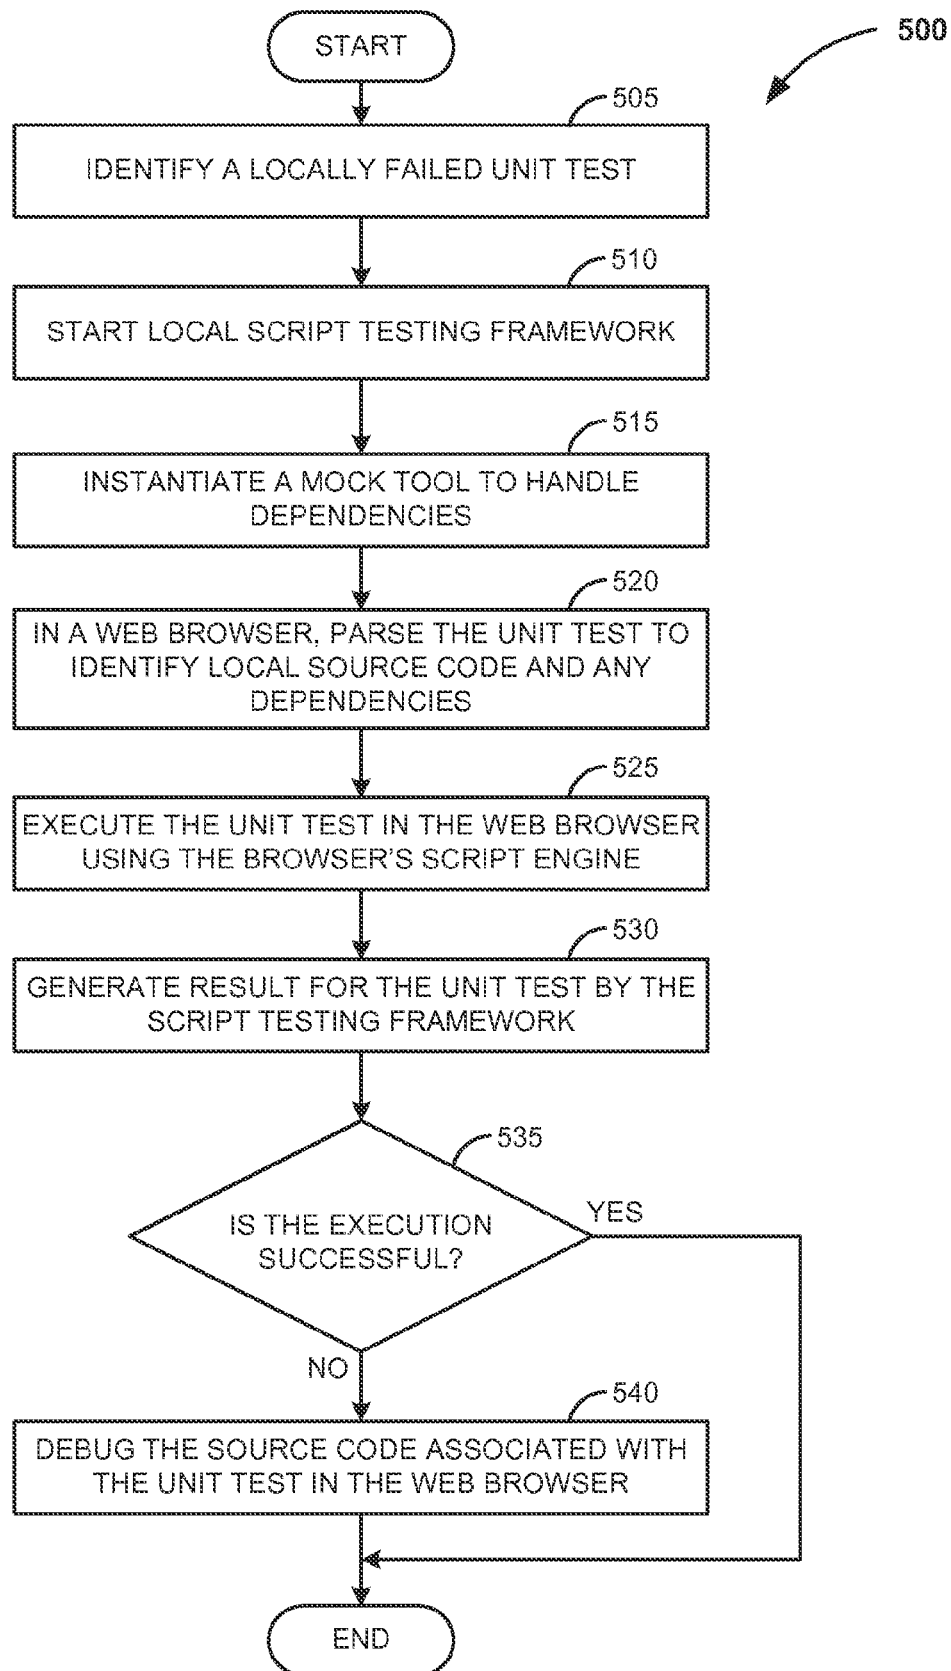 500
START
505
IDENTIFY A LOCALLY FAILED UNIT TEST
510
START LOCAL SCRIPT TESTING FRAMEWORK
515
INSTANTIATE A MOCK TOOL TO HANDLE
DEPENDENCIES
520
IN A WEB BROWSER, PARSE THE UNIT TEST TO
IDENTIFY LOCAL SOURCE CODE AND ANY
DEPENDENCIES
525
EXECUTE THE UNIT TEST IN THE WEB BROWSER
USING THE BROWSER'S SCRIPT ENGINE
530
GENERATE RESULT FOR THE UNIT TEST BY THE
SCRIPT TESTING FRAMEWORK
535
IS THE EXECUTION
SUCCESSFUL?
YES
NO
540
DEBUG THE SOURCE CODE ASSOCIATED WITH
THE UNIT TEST IN THE WEB BROWSER
END